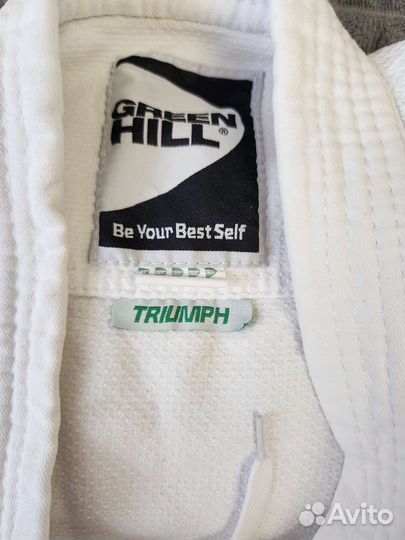 GREEN
HILL®
Be Your Best Self
TRIUMPH
Avito